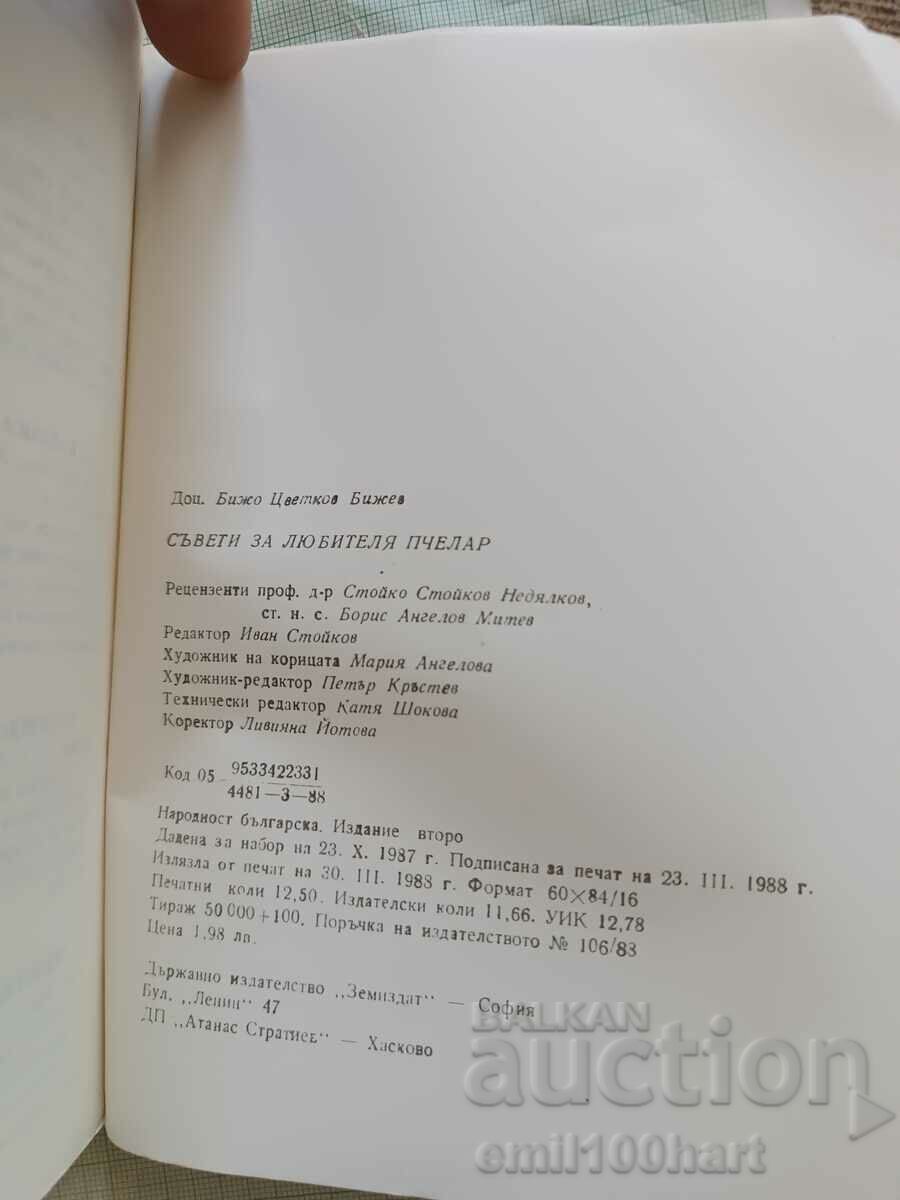 Доц. Бижо Цветков Бижев
СЪВЕТИ ЗА ЛЮБИТЕЛЯ ПЧЕЛАР
Рецензенти проф. д-р Стойко Стойков Недялков,
ст. н. с. Борис Ангелов Митев
Редактор Иван Стойков
Художник на корицата Мария Ангелова
Художник-редактор Петър Кръстев
Технически редактор Катя Шокова
Коректор Ливияна Йотова
Код 05 9533422331
4481—3—88
Народност българска. Издание второ
Дадена за набор на 23. X. 1987 г. Подписана за печат на 23. III. 1988 г.
Излязла от печат на 30. III. 1988 г. Формат 60×84/16
Печатни коли 12,50. Издателски коли 11,66. УИК 12,78
Тираж 50 000+100. Поръчка на издателството № 106/88
Цена 1,98 лв.
Държавно издателство „Земиздат" — София
Бул. „Ленин" 47
ДП „Атанас Стратиев" — Хасково
BALKAN
auction
emil100hart